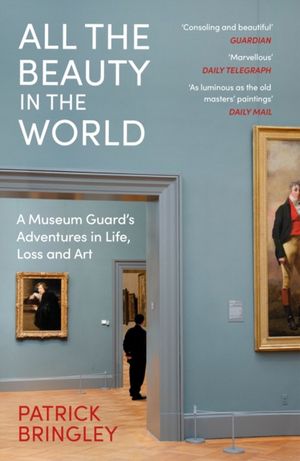 ALL THE
BEAUTY
IN THE
WORLD
‘Consoling and beautiful’
GUARDIAN
‘Marvellous’
DAILY TELEGRAPH
‘As luminous as the old
masters’ paintings’
DAILY MAIL
A Museum Guard’s
Adventures in Life,
Loss and Art
PATRICK
BRINGLEY